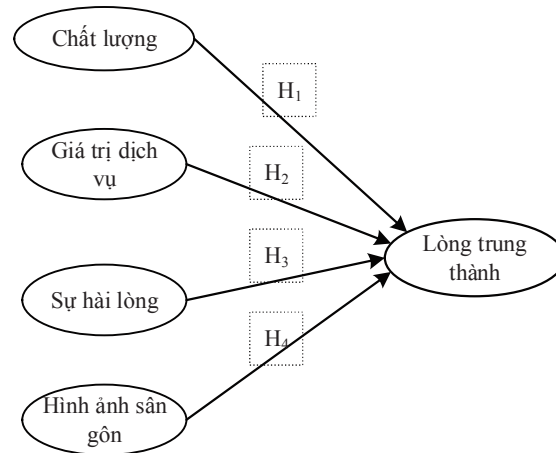 Chất lượng
H1
Giá trị dịch
vụ
H2
Lòng trung
thành
H3
Sự hài lòng
H4
Hình ảnh sân
gôn